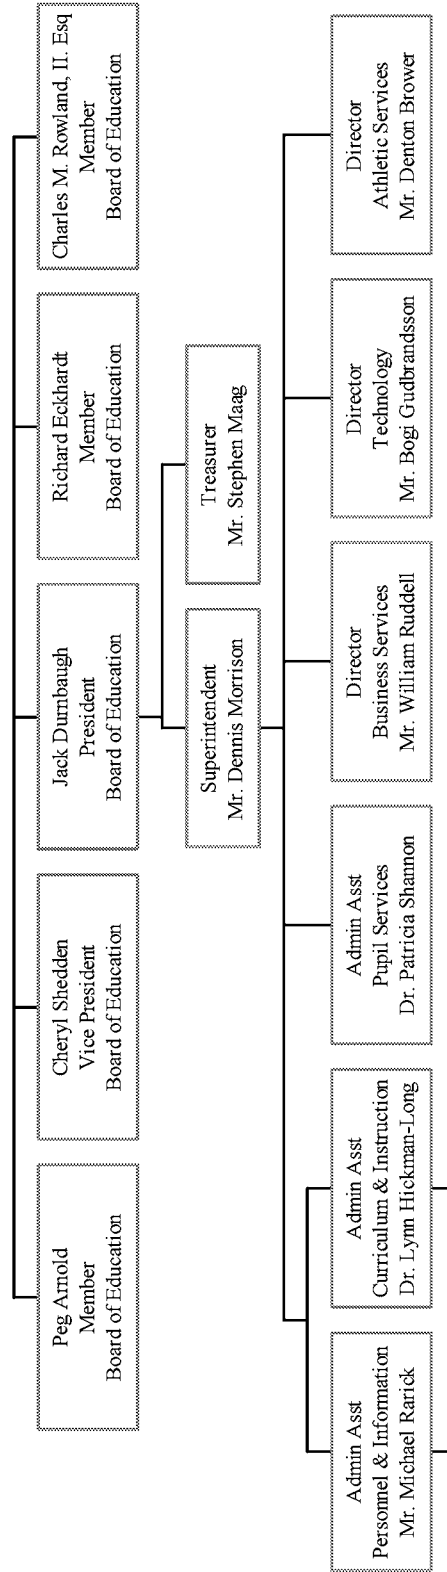 Peg Arnold
Member
Board of Education
Cheryl Shedden
Vice President
Board of Education
Jack Durnbaugh
President
Board of Education
Richard Eckhardt
Member
Board of Education
Charles M. Rowland, II. Esq
Member
Board of Education
Superintendent
Mr. Dennis Morrison
Treasurer
Mr. Stephen Maag
Admin Asst
Personnel & Information
Mr. Michael Rarick
Admin Asst
Curriculum & Instruction
Dr. Lynn Hickman-Long
Admin Asst
Pupil Services
Dr. Patricia Shannon
Director
Business Services
Mr. William Ruddell
Director
Technology
Mr. Bogi Gudbrandsson
Director
Athletic Services
Mr. Denton Brower